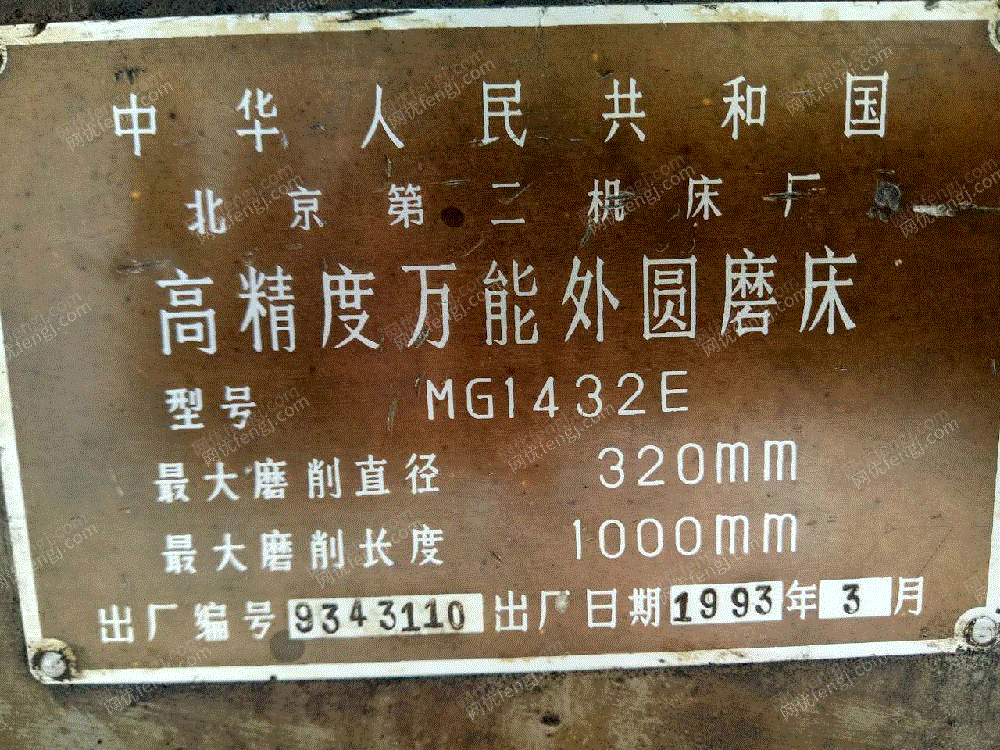 中华人民共和国
北京第二机床厂
高精度万能外圆磨床
型号 MG1432E
最大磨削直径 320mm
最大磨削长度 1000mm
出厂编号 9343110 出厂日期 1993 年 3 月